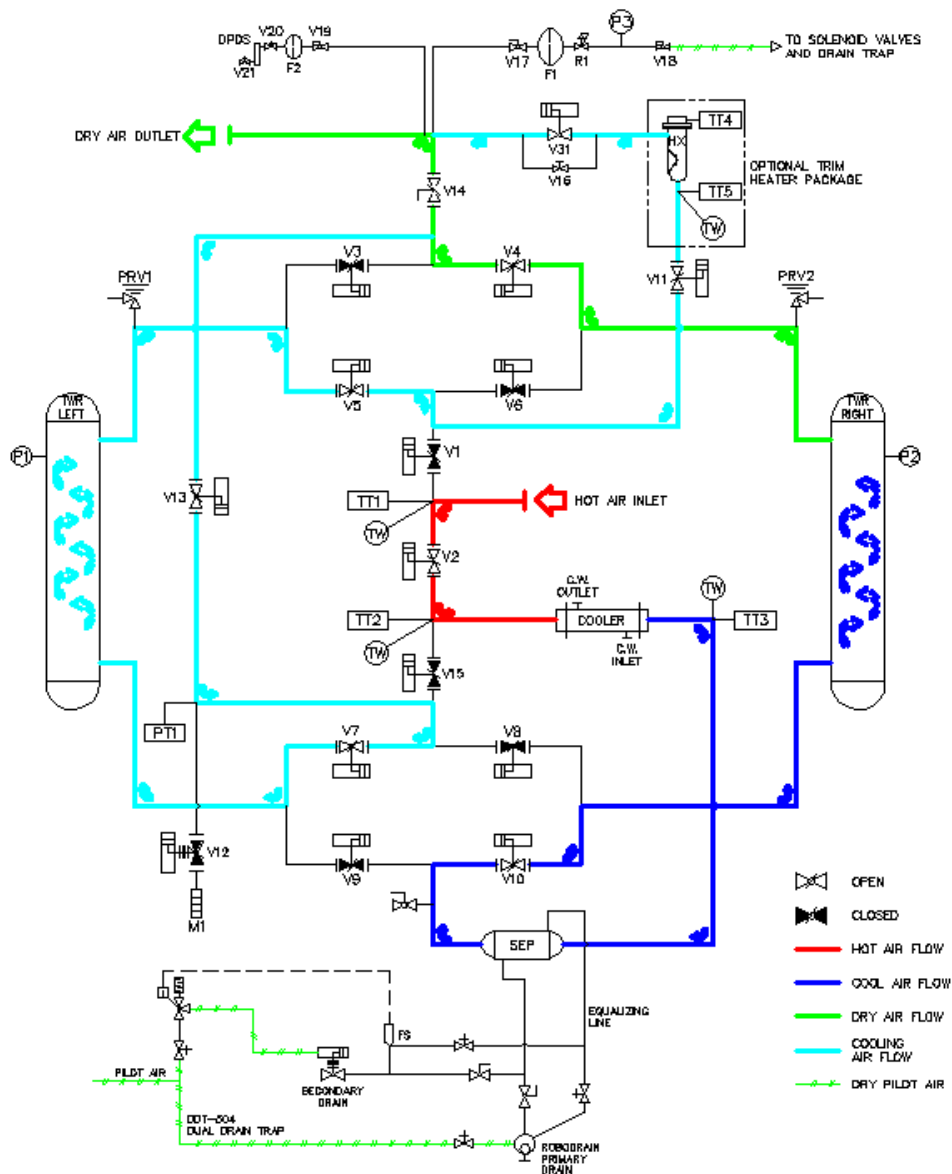 DPDS
V20
V19
V21
F2
V17
F1
R1
P3
V18
TO SOLENOID VALVES
AND DRAIN TRAP
DRY AIR OUTLET
V31
V16
HX
TT4
TT5
TW
OPTIONAL TRIM
HEATER PACKAGE
V14
V3
V4
V11
PRV1
PRV2
V5
V6
TWR
LEFT
TWR
RIGHT
P1
P2
V1
V13
TT1
TW
HOT AIR INLET
V2
C.W.
OUTLET
COOLER
C.W.
INLET
TW
TT2
TT3
TW
V15
PT1
V7
V8
V12
V9
V10
M1
SEP
OPEN
CLOSED
HOT AIR FLOW
COOL AIR FLOW
DRY AIR FLOW
COOLING
AIR FLOW
DRY PILOT AIR
EQUALIZING
LINE
FS
PILOT AIR
SECONDARY
DRAIN
DDT-504
DUAL DRAIN TRAP
ROBODRAIN
PRIMARY
DRAIN